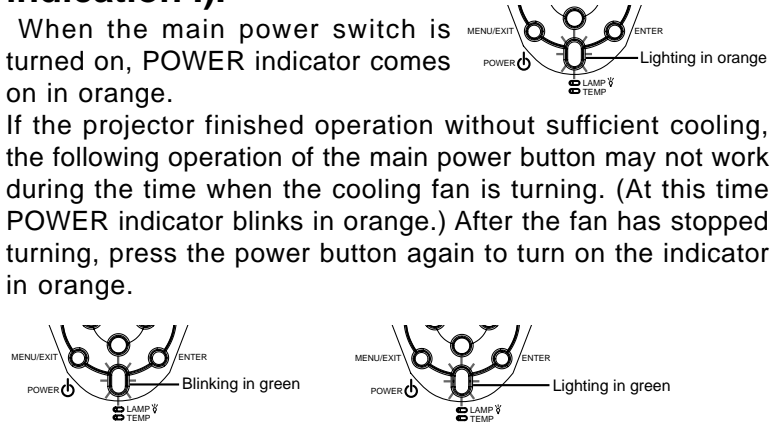 When the main power switch is
turned on, POWER indicator comes
on in orange.
MENU/EXIT
ENTER
POWER
Lighting in orange
LAMP
TEMP
If the projector finished operation without sufficient cooling,
the following operation of the main power button may not work
during the time when the cooling fan is turning. (At this time
POWER indicator blinks in orange.) After the fan has stopped
turning, press the power button again to turn on the indicator
in orange.
MENU/EXIT
ENTER
POWER
Blinking in green
LAMP
TEMP
MENU/EXIT
ENTER
POWER
Lighting in green
LAMP
TEMP